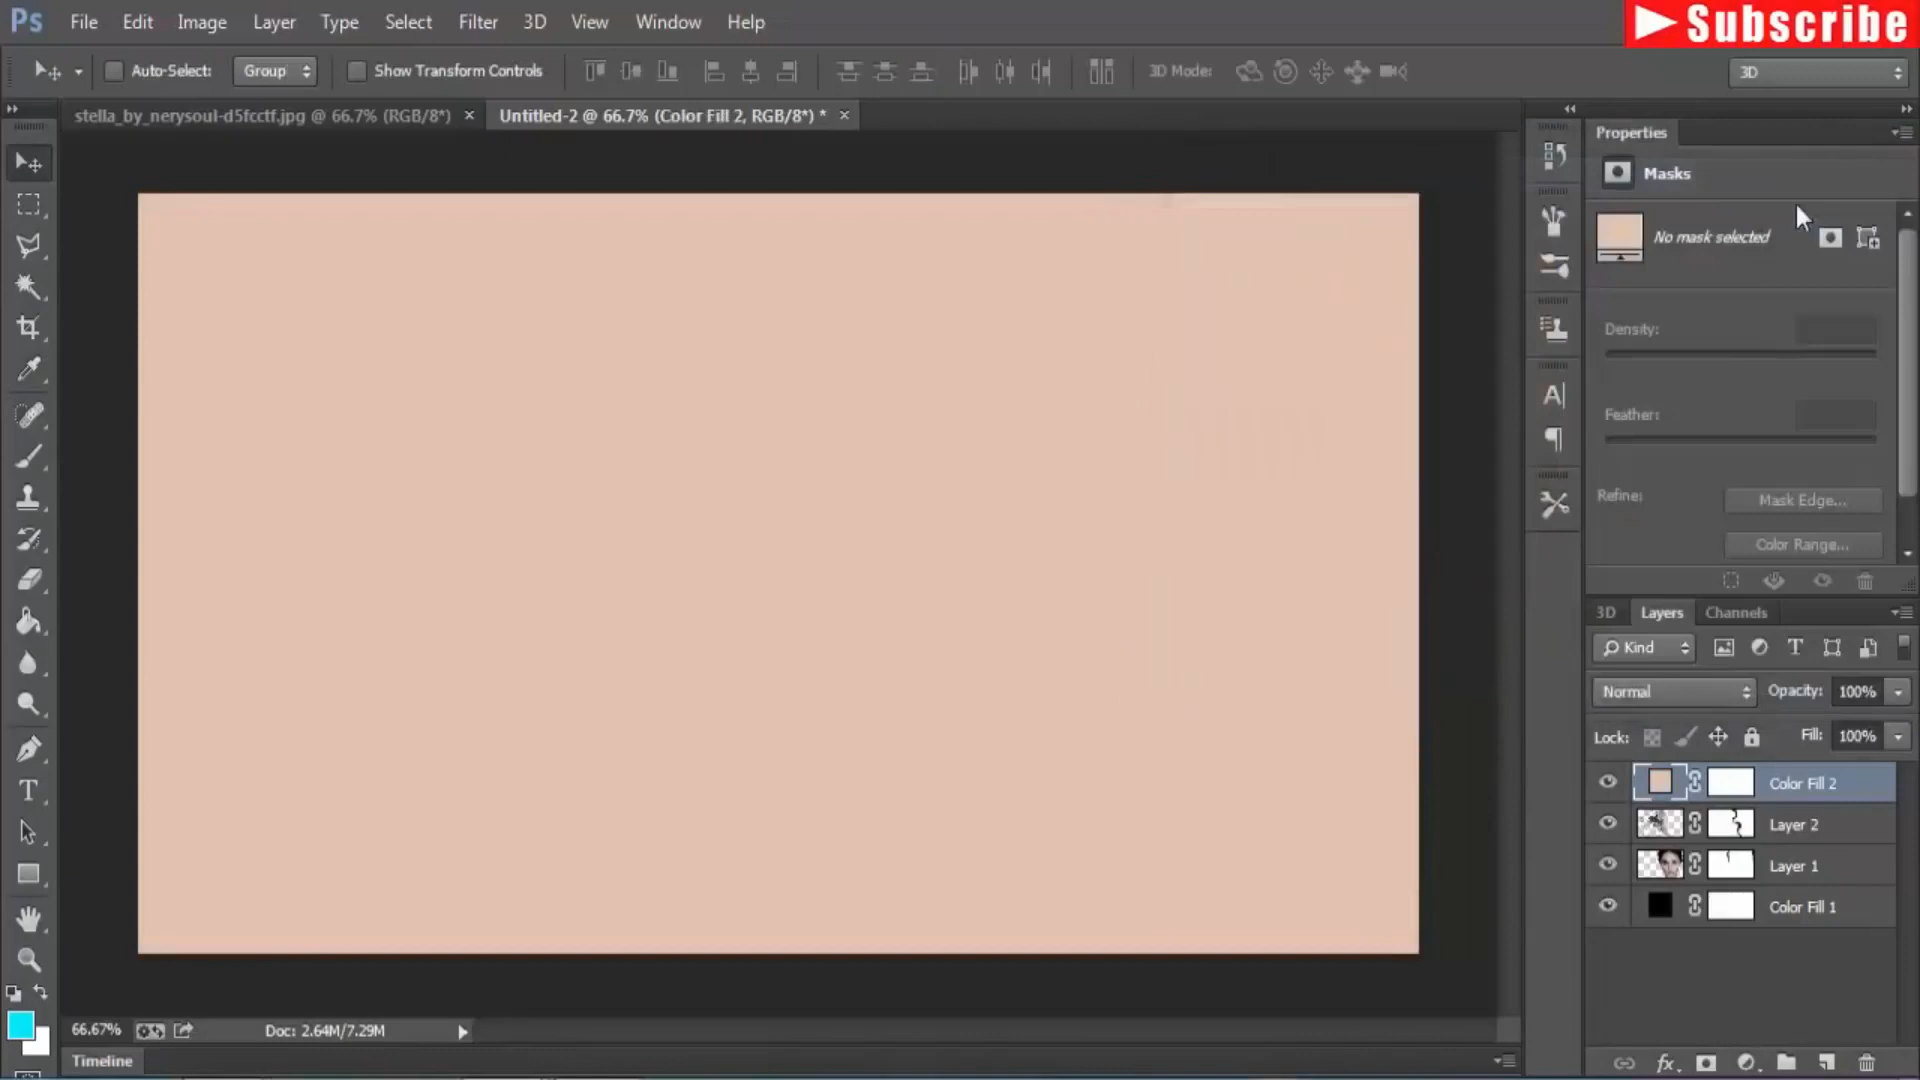 Ps File Edit Image Layer Type Select Filter 3D View Window Help
Subscribe
Auto-Select: Group Show Transform Controls 3D Mode: 3D
stella_by_nerysoul-d5fcctf.jpg @ 66.7% (RGB/8*) × Untitled-2 @ 66.7% (Color Fill 2, RGB/8*) * ×
Properties
Masks
No mask selected
Density:
Feather:
Refine: Mask Edge...
Color Range...
3D Layers Channels
Kind
Normal Opacity: 100%
Lock: Fill: 100%
Color Fill 2
Layer 2
Layer 1
Color Fill 1
66.67% Doc: 2.64M/7.29M
Timeline